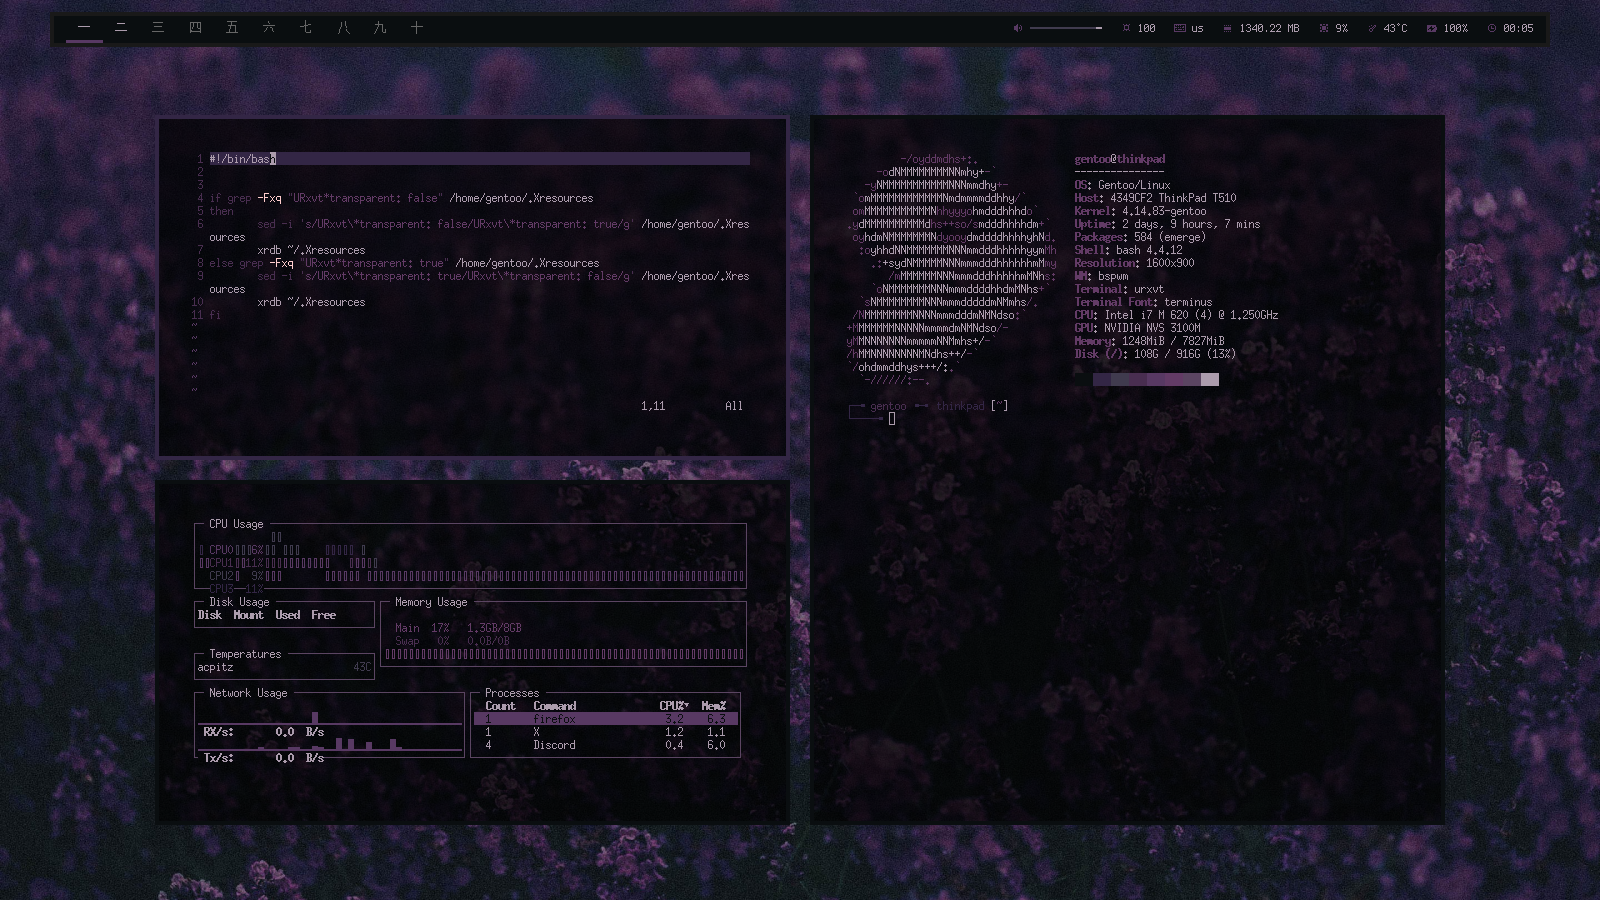 一 二 三 四 五 六 七 八 九 十
100 us 1340.22 MB 9% 43°C 100% 00:05
1 #!/bin/bash
2
3
4 if grep -Fxq "URxvt*transparent: false" /home/gentoo/.Xresources
5 then
6 sed -i 's/URxvt\*transparent: false/URxvt\*transparent: true/g' /home/gentoo/.Xres
ources
7 xrdb ~/.Xresources
8 else grep -Fxq "URxvt*transparent: true" /home/gentoo/.Xresources
9 sed -i 's/URxvt\*transparent: true/URxvt\*transparent: false/g' /home/gentoo/.Xres
ources
10 xrdb ~/.Xresources
11 fi
~
~
~
~
~
~
1,11 All
CPU Usage
CPU0 6%
CPU1 11%
CPU2 9%
CPU3 11%
Disk Usage
Disk Mount Used Free
Memory Usage
Main 17% 1.3GB/8GB
Swap 0% 0.0B/0B
Temperatures
acpitz 43C
Network Usage
RX/s: 0.0 B/s
Tx/s: 0.0 B/s
Processes
Count Command CPU%▼ Mem%
1 firefox 3.2 6.3
1 X 1.2 1.1
4 Discord 0.4 6.0
gentoo@thinkpad
---------------
OS: Gentoo/Linux
Host: 4349CF2 ThinkPad T510
Kernel: 4.14.83-gentoo
Uptime: 2 days, 9 hours, 7 mins
Packages: 584 (emerge)
Shell: bash 4.4.12
Resolution: 1600x900
WM: bspwm
Terminal: urxvt
Terminal Font: terminus
CPU: Intel i7 M 620 (4) @ 1.250GHz
GPU: NVIDIA NVS 3100M
Memory: 1248MiB / 7827MiB
Disk (/): 108G / 916G (13%)
gentoo thinkpad [~]